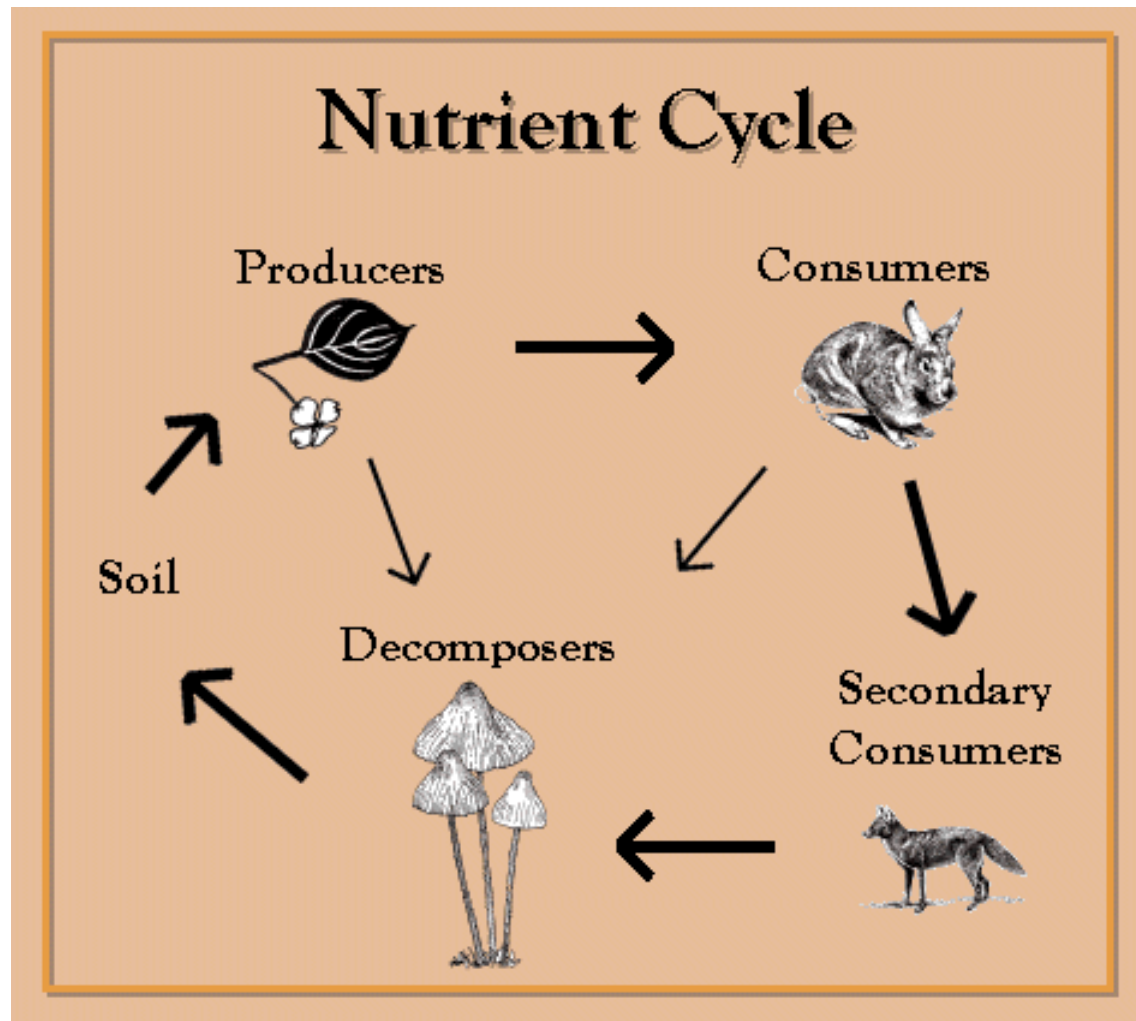 Nutrient Cycle
Producers
Consumers
Soil
Decomposers
Secondary
Consumers